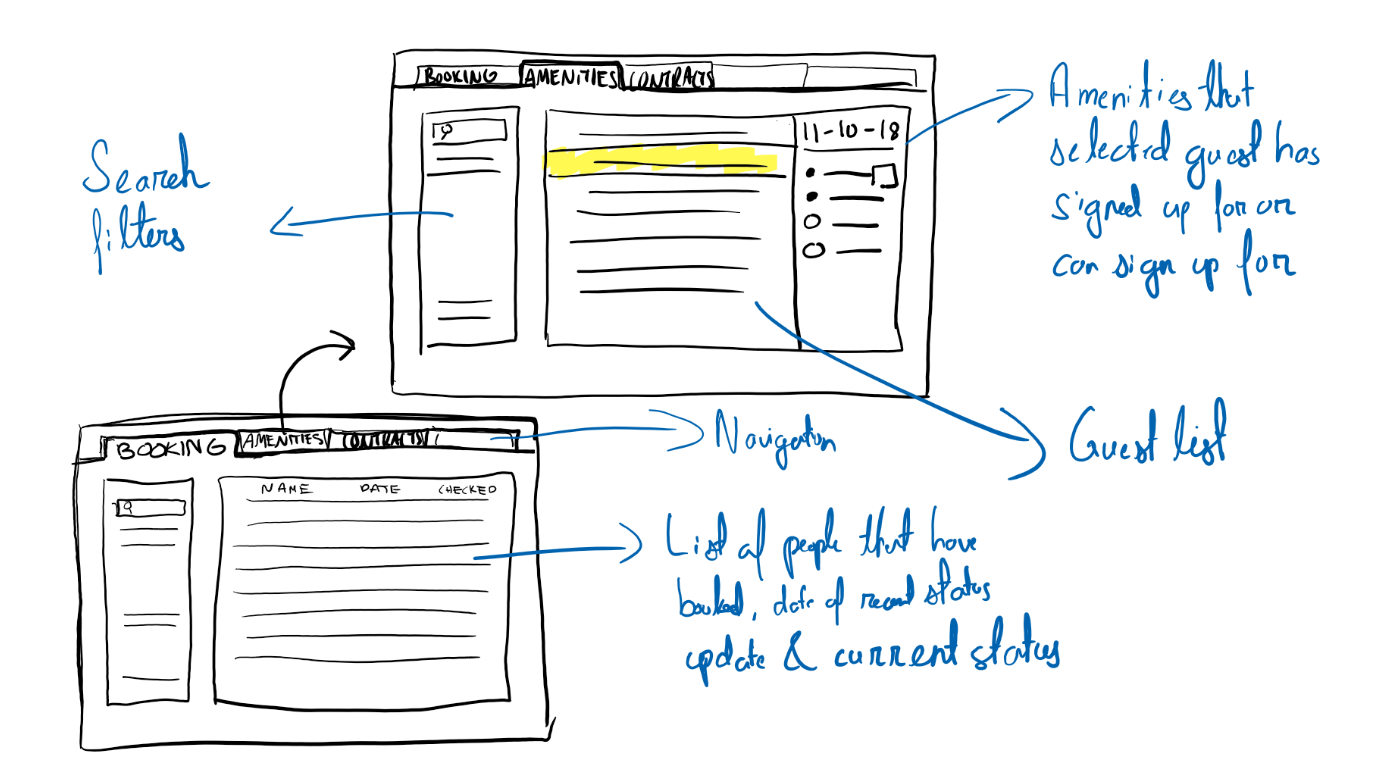 BOOKING AMENITIES CONTRACTS
11-10-18
Amenities that
selected guest has
signed up for or
can sign up for
Search
filters
Guest list
BOOKING AMENITIES CONTRACTS
NAME DATE CHECKED
Navigation
List of people that have
booked, date of recent status
update & current status